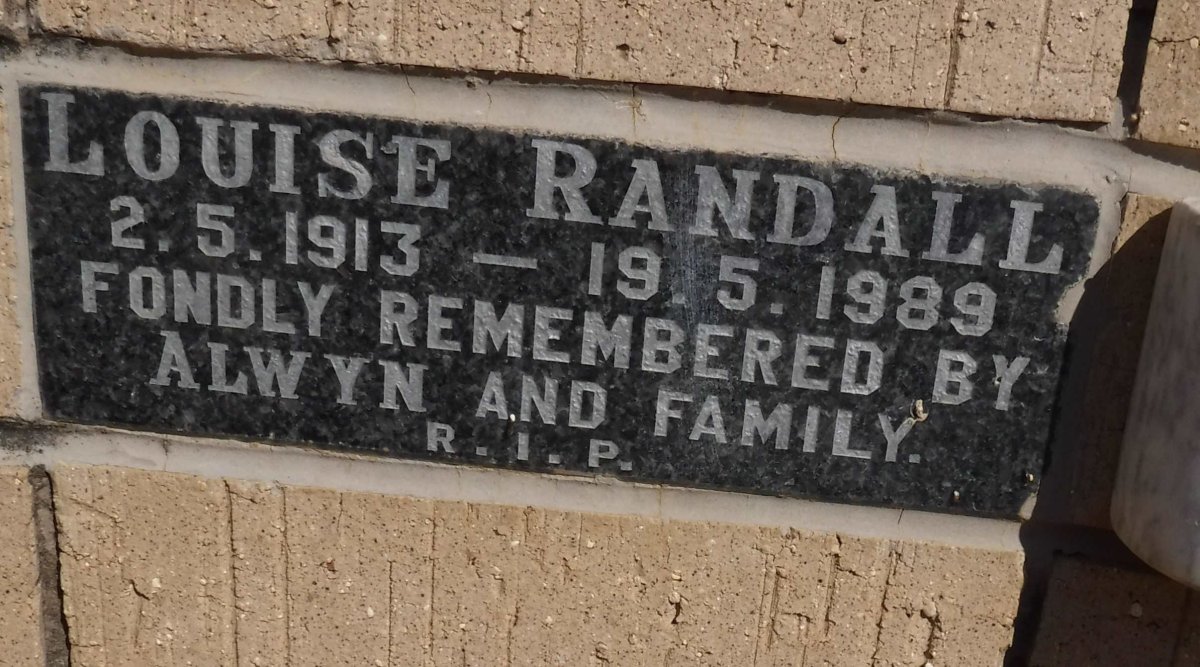 LOUISE RANDALL
2.5.1913 — 19.5.1989
FONDLY REMEMBERED BY
ALWYN AND FAMILY.
R.I.P.